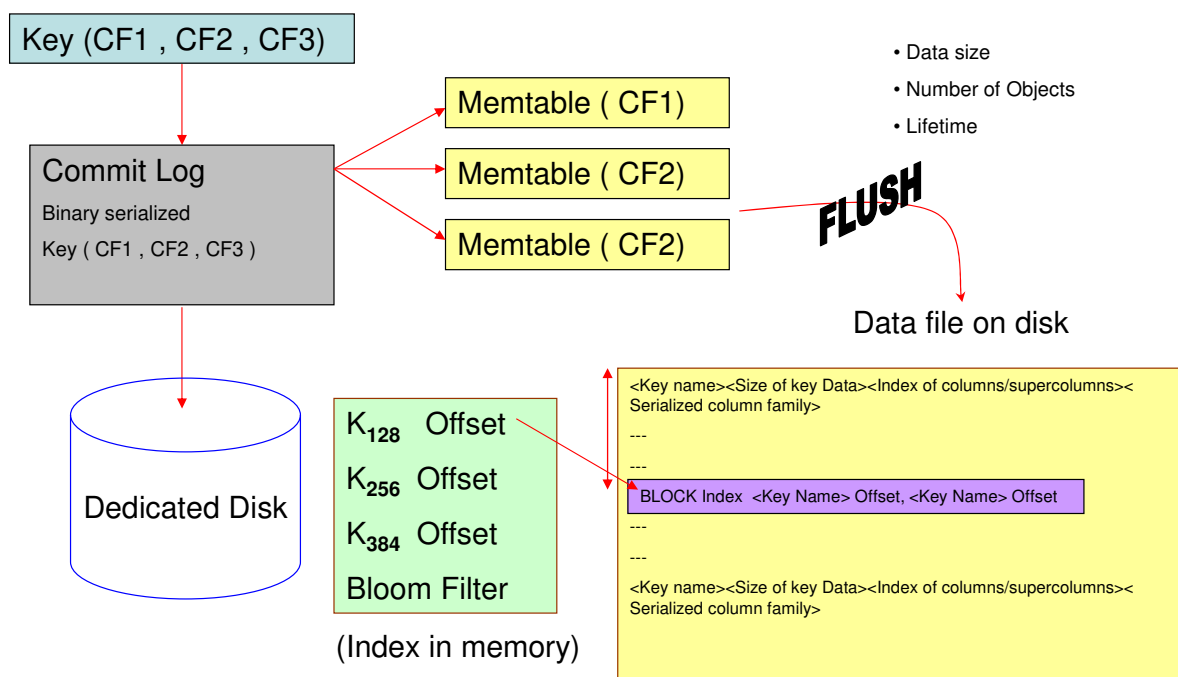 Key (CF1 , CF2 , CF3)
• Data size
• Number of Objects
• Lifetime
Memtable ( CF1)
Memtable ( CF2)
Memtable ( CF2)
Commit Log
Binary serialized
Key ( CF1 , CF2 , CF3 )
FLUSH
Data file on disk
Dedicated Disk
K128 Offset
K256 Offset
K384 Offset
Bloom Filter
(Index in memory)
<Key name><Size of key Data><Index of columns/supercolumns><
Serialized column family>
---
---
BLOCK Index <Key Name> Offset, <Key Name> Offset
---
---
<Key name><Size of key Data><Index of columns/supercolumns><
Serialized column family>